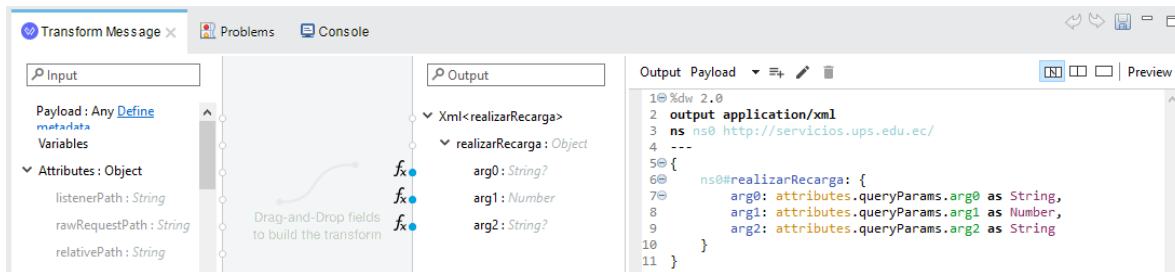 Transform Message
Problems
Console
Input
Payload : Any Define
metadata
Variables
Attributes : Object
listenerPath : String
rawRequestPath : String
relativePath : String
Drag-and-Drop fields
to build the transform
fx
fx
fx
Output
Xml<realizarRecarga>
realizarRecarga : Object
arg0 : String?
arg1 : Number
arg2 : String?
Output Payload
Preview
1 %dw 2.0
2 output application/xml
3 ns ns0 http://servicios.ups.edu.ec/
4 ---
5 {
6 ns0#realizarRecarga: {
7 arg0: attributes.queryParams.arg0 as String,
8 arg1: attributes.queryParams.arg1 as Number,
9 arg2: attributes.queryParams.arg2 as String
10 }
11 }